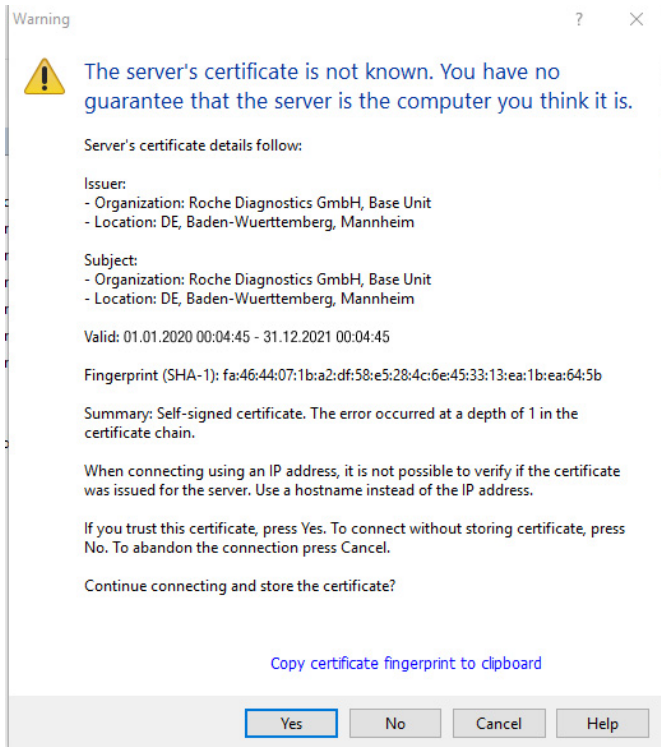 Warning
?
The server's certificate is not known. You have no
guarantee that the server is the computer you think it is.
Server's certificate details follow:
Issuer:
- Organization: Roche Diagnostics GmbH, Base Unit
- Location: DE, Baden-Wuerttemberg, Mannheim
Subject:
- Organization: Roche Diagnostics GmbH, Base Unit
- Location: DE, Baden-Wuerttemberg, Mannheim
Valid: 01.01.2020 00:04:45 - 31.12.2021 00:04:45
Fingerprint (SHA-1): fa:46:44:07:1b:a2:df:58:e5:28:4c:6e:45:33:13:ea:1b:ea:64:5b
Summary: Self-signed certificate. The error occurred at a depth of 1 in the
certificate chain.
When connecting using an IP address, it is not possible to verify if the certificate
was issued for the server. Use a hostname instead of the IP address.
If you trust this certificate, press Yes. To connect without storing certificate, press
No. To abandon the connection press Cancel.
Continue connecting and store the certificate?
Copy certificate fingerprint to clipboard
Yes
No
Cancel
Help